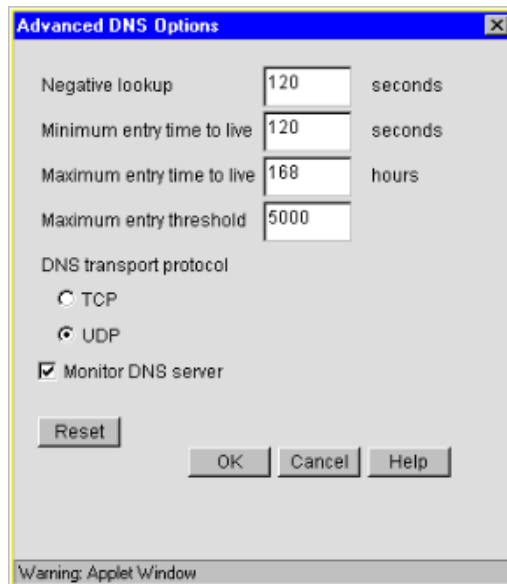 Advanced DNS Options
Negative lookup 120 seconds
Minimum entry time to live 120 seconds
Maximum entry time to live 168 hours
Maximum entry threshold 5000
DNS transport protocol
TCP
UDP
Monitor DNS server
Reset
OK Cancel Help
Warning: Applet Window